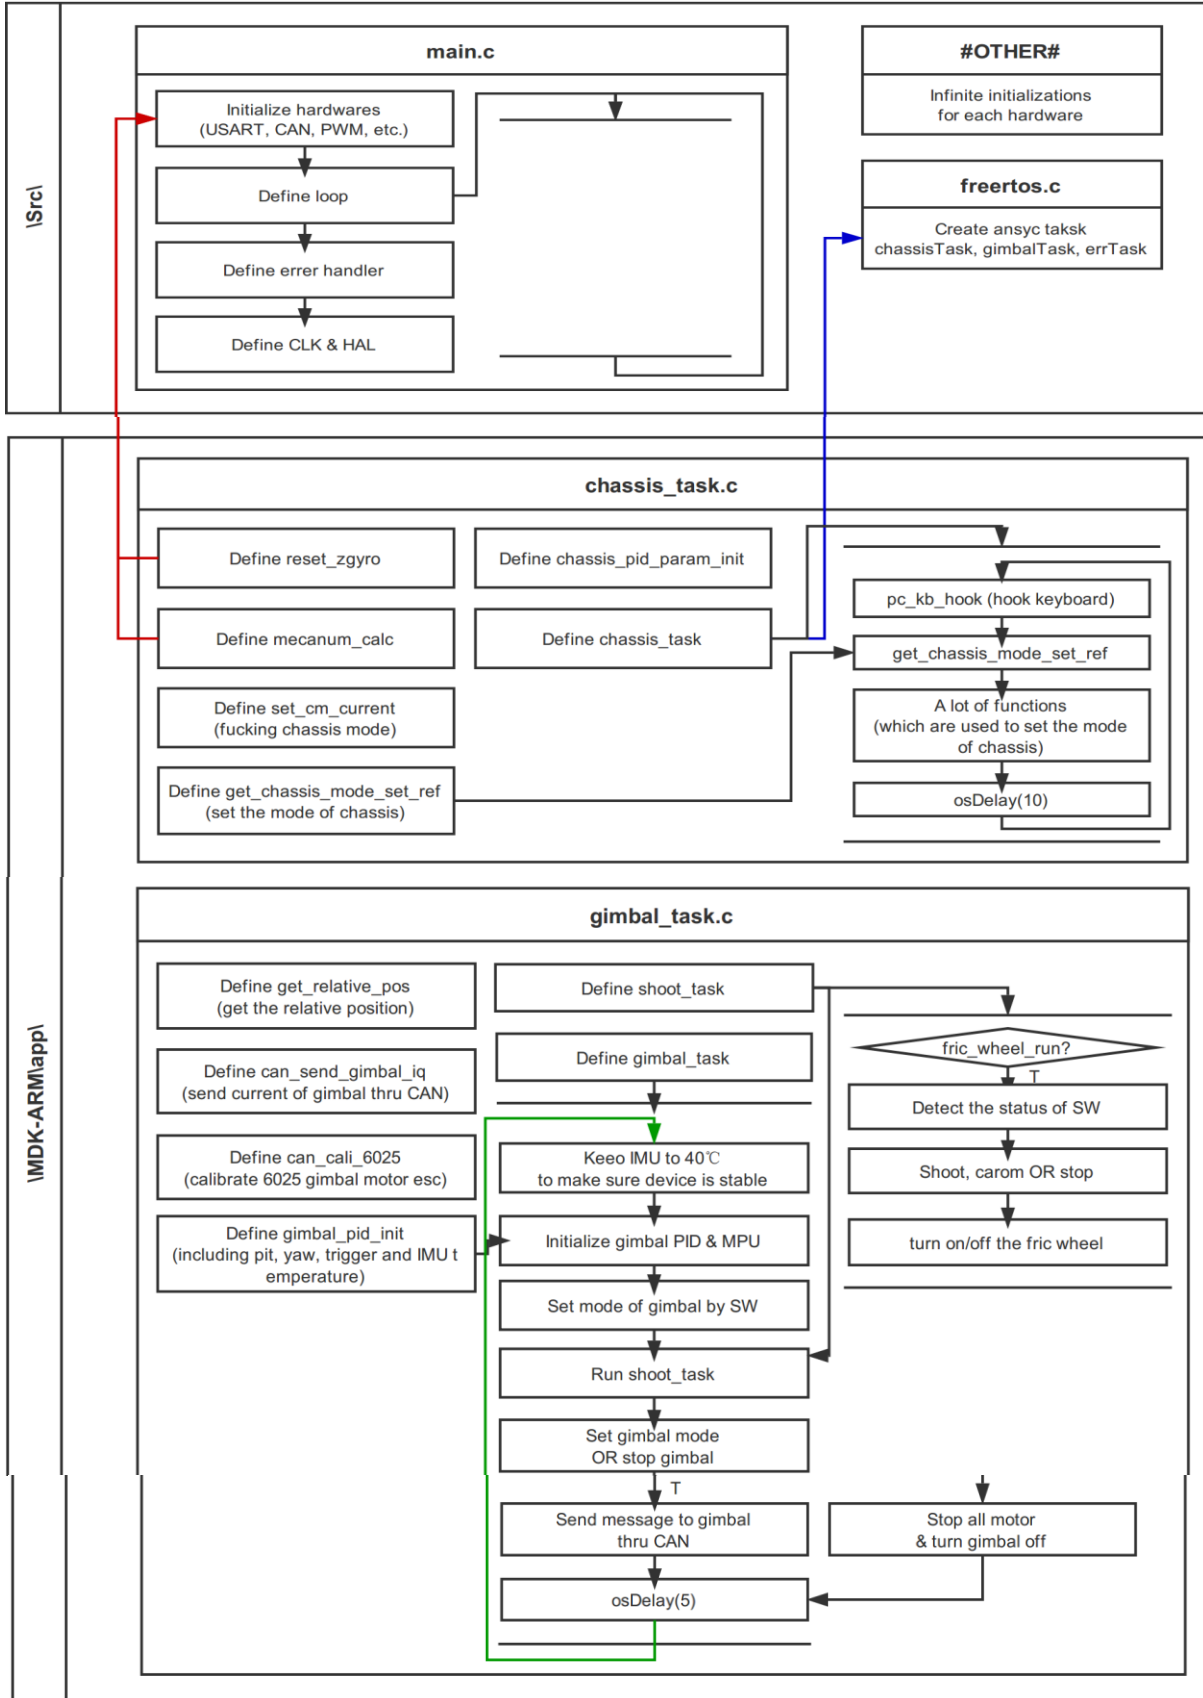 \Src\
main.c
Initialize hardwares
(USART, CAN, PWM, etc.)
Define loop
Define errer handler
Define CLK & HAL
#OTHER#
Infinite initializations
for each hardware
freertos.c
Create ansyc taksk
chassisTask, gimbalTask, errTask
\MDK-ARM\app\
chassis_task.c
Define reset_zgyro
Define mecanum_calc
Define set_cm_current
(fucking chassis mode)
Define get_chassis_mode_set_ref
(set the mode of chassis)
Define chassis_pid_param_init
Define chassis_task
pc_kb_hook (hook keyboard)
get_chassis_mode_set_ref
A lot of functions
(which are used to set the mode
of chassis)
osDelay(10)
gimbal_task.c
Define get_relative_pos
(get the relative position)
Define can_send_gimbal_iq
(send current of gimbal thru CAN)
Define can_cali_6025
(calibrate 6025 gimbal motor esc)
Define gimbal_pid_init
(including pit, yaw, trigger and IMU t
emperature)
Define shoot_task
Define gimbal_task
Keeo IMU to 40℃
to make sure device is stable
Initialize gimbal PID & MPU
Set mode of gimbal by SW
Run shoot_task
Set gimbal mode
OR stop gimbal
T
Send message to gimbal
thru CAN
osDelay(5)
fric_wheel_run?
T
Detect the status of SW
Shoot, carom OR stop
turn on/off the fric wheel
Stop all motor
& turn gimbal off